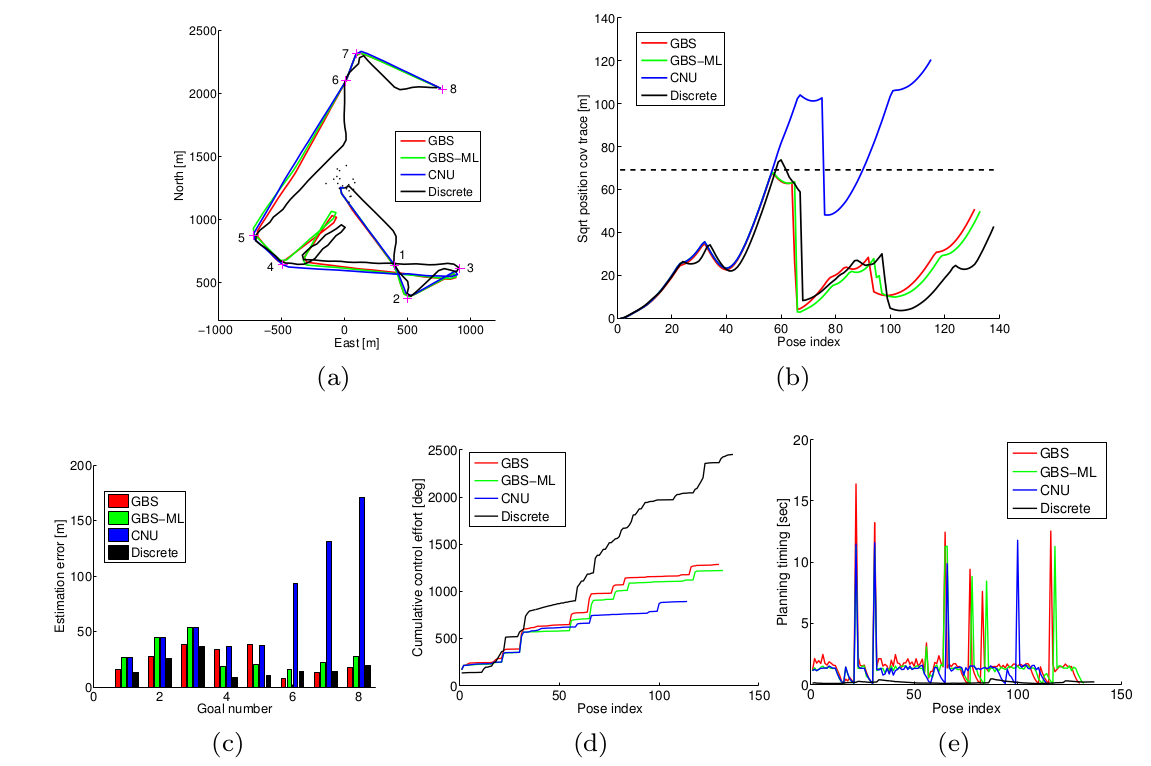 2500
2000
1500
1000
500
−1000
−500
0
500
1000
North [m]
East [m]
1
2
3
4
5
6
7
8
GBS
GBS−ML
CNU
Discrete
(a)
140
120
100
80
60
40
20
0
0
20
40
60
80
100
120
140
Sqrt position cov trace [m]
Pose index
GBS
GBS−ML
CNU
Discrete
(b)
200
150
100
50
0
0
2
4
6
8
Estimation error [m]
Goal number
GBS
GBS−ML
CNU
Discrete
(c)
2500
2000
1500
1000
500
0
0
50
100
150
Cumulative control effort [deg]
Pose index
GBS
GBS−ML
CNU
Discrete
(d)
20
15
10
5
0
0
50
100
150
Planning timing [sec]
Pose index
GBS
GBS−ML
CNU
Discrete
(e)